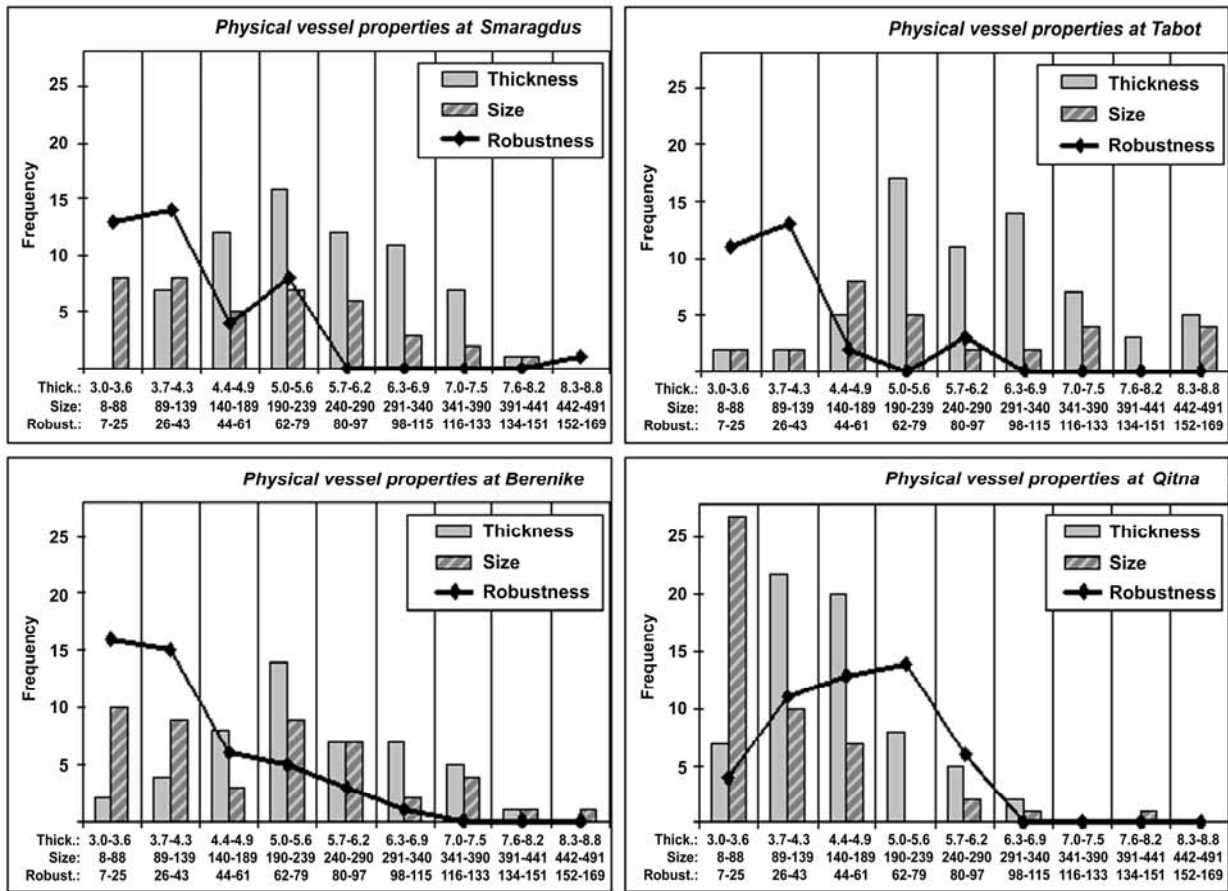 Physical vessel properties at Smaragdus
Thickness
Size
Robustness
Frequency
25
20
15
10
5
Thick.: 3.0-3.6 3.7-4.3 4.4-4.9 5.0-5.6 5.7-6.2 6.3-6.9 7.0-7.5 7.6-8.2 8.3-8.8
Size: 8-88 89-139 140-189 190-239 240-290 291-340 341-390 391-441 442-491
Robust.: 7-25 26-43 44-61 62-79 80-97 98-115 116-133 134-151 152-169
Physical vessel properties at Tabot
Thickness
Size
Robustness
Frequency
25
20
15
10
5
Thick.: 3.0-3.6 3.7-4.3 4.4-4.9 5.0-5.6 5.7-6.2 6.3-6.9 7.0-7.5 7.6-8.2 8.3-8.8
Size: 8-88 89-139 140-189 190-239 240-290 291-340 341-390 391-441 442-491
Robust.: 7-25 26-43 44-61 62-79 80-97 98-115 116-133 134-151 152-169
Physical vessel properties at Berenike
Thickness
Size
Robustness
Frequency
25
20
15
10
5
Thick.: 3.0-3.6 3.7-4.3 4.4-4.9 5.0-5.6 5.7-6.2 6.3-6.9 7.0-7.5 7.6-8.2 8.3-8.8
Size: 8-88 89-139 140-189 190-239 240-290 291-340 341-390 391-441 442-491
Robust.: 7-25 26-43 44-61 62-79 80-97 98-115 116-133 134-151 152-169
Physical vessel properties at Qitna
Thickness
Size
Robustness
Frequency
25
20
15
10
5
Thick.: 3.0-3.6 3.7-4.3 4.4-4.9 5.0-5.6 5.7-6.2 6.3-6.9 7.0-7.5 7.6-8.2 8.3-8.8
Size: 8-88 89-139 140-189 190-239 240-290 291-340 341-390 391-441 442-491
Robust.: 7-25 26-43 44-61 62-79 80-97 98-115 116-133 134-151 152-169